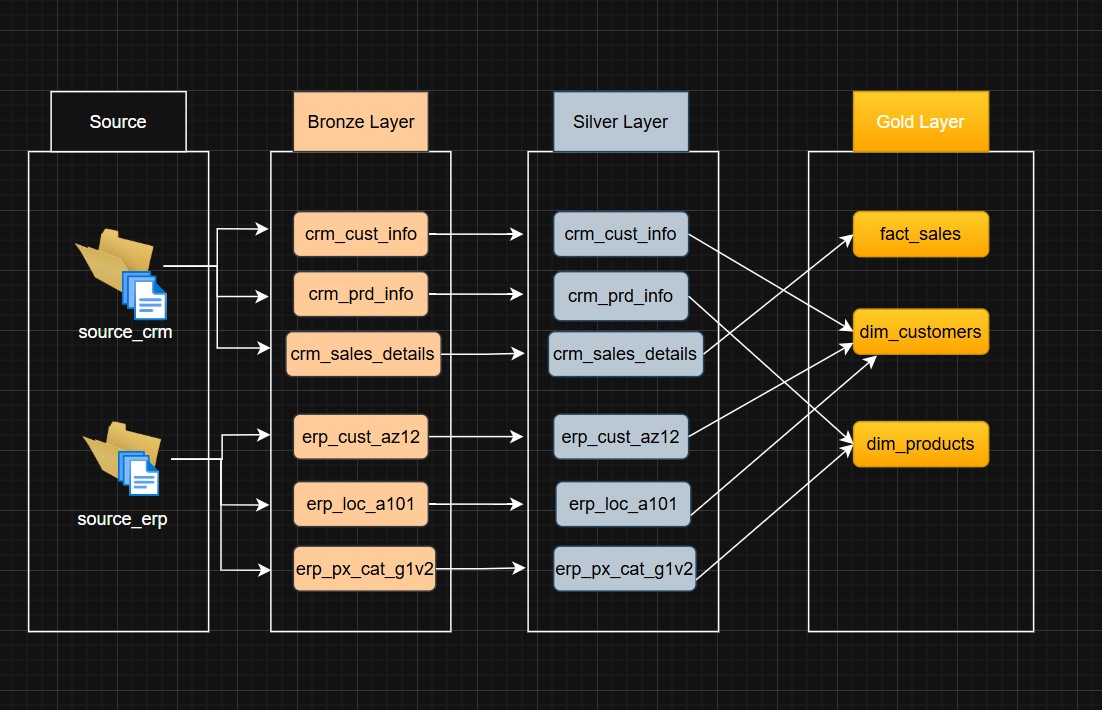 Source
Bronze Layer
Silver Layer
Gold Layer
source_crm
source_erp
crm_cust_info
crm_prd_info
crm_sales_details
erp_cust_az12
erp_loc_a101
erp_px_cat_g1v2
crm_cust_info
crm_prd_info
crm_sales_details
erp_cust_az12
erp_loc_a101
erp_px_cat_g1v2
fact_sales
dim_customers
dim_products